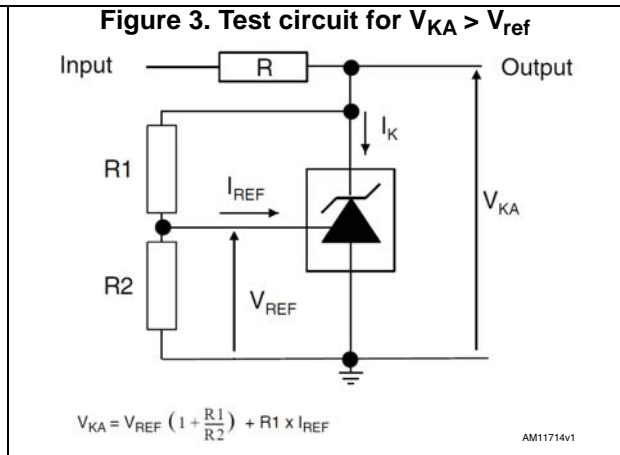 Figure 3. Test circuit for VKA > Vref
Input
R
Output
IK
R1
IREF
VKA
R2
VREF
VKA = VREF (1 + R1/R2) + R1 x IREF
AM11714v1